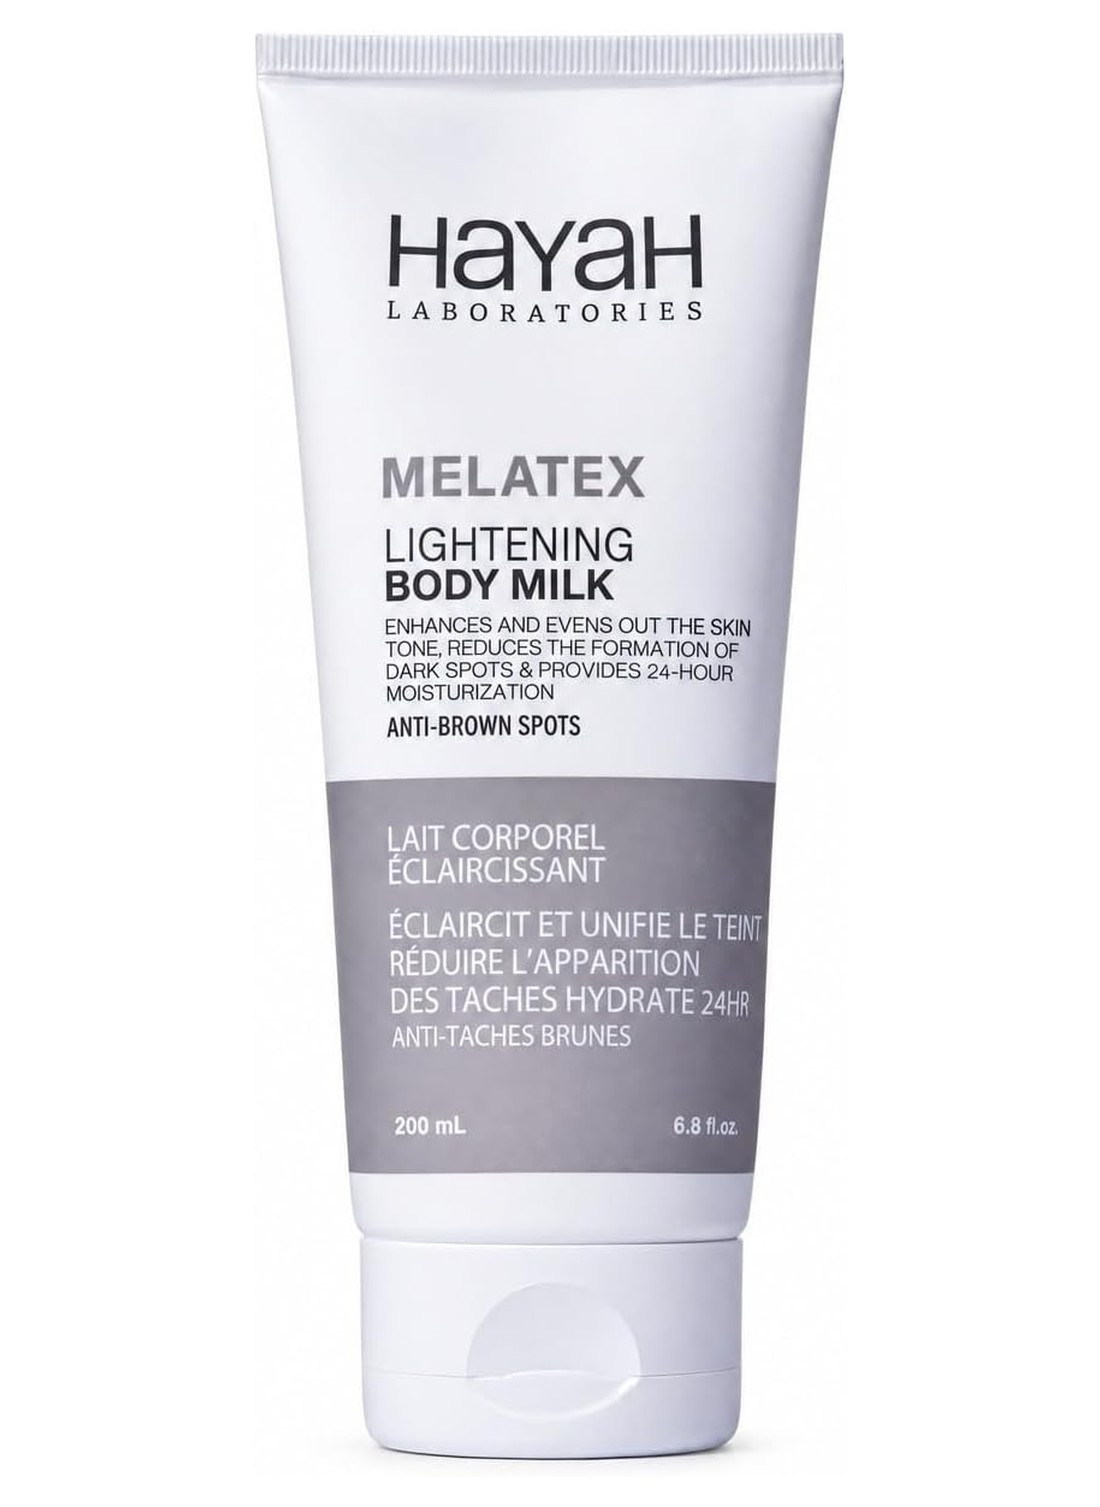 HaYaH
LABORATORIES
MELATEX
LIGHTENING
BODY MILK
ENHANCES AND EVENS OUT THE SKIN
TONE, REDUCES THE FORMATION OF
DARK SPOTS & PROVIDES 24-HOUR
MOISTURIZATION
ANTI-BROWN SPOTS
LAIT CORPOREL
ÉCLAIRCISSANT
ÉCLAIRCIT ET UNIFIE LE TEINT
RÉDUIRE L'APPARITION
DES TACHES HYDRATE 24HR
ANTI-TACHES BRUNES
200 mL 6.8 fl.oz.